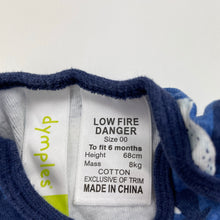 dymples
LOW FIRE
DANGER
Size 00
To fit 6 months
Height 68cm
Mass 8kg
COTTON
EXCLUSIVE OF TRIM
MADE IN CHINA